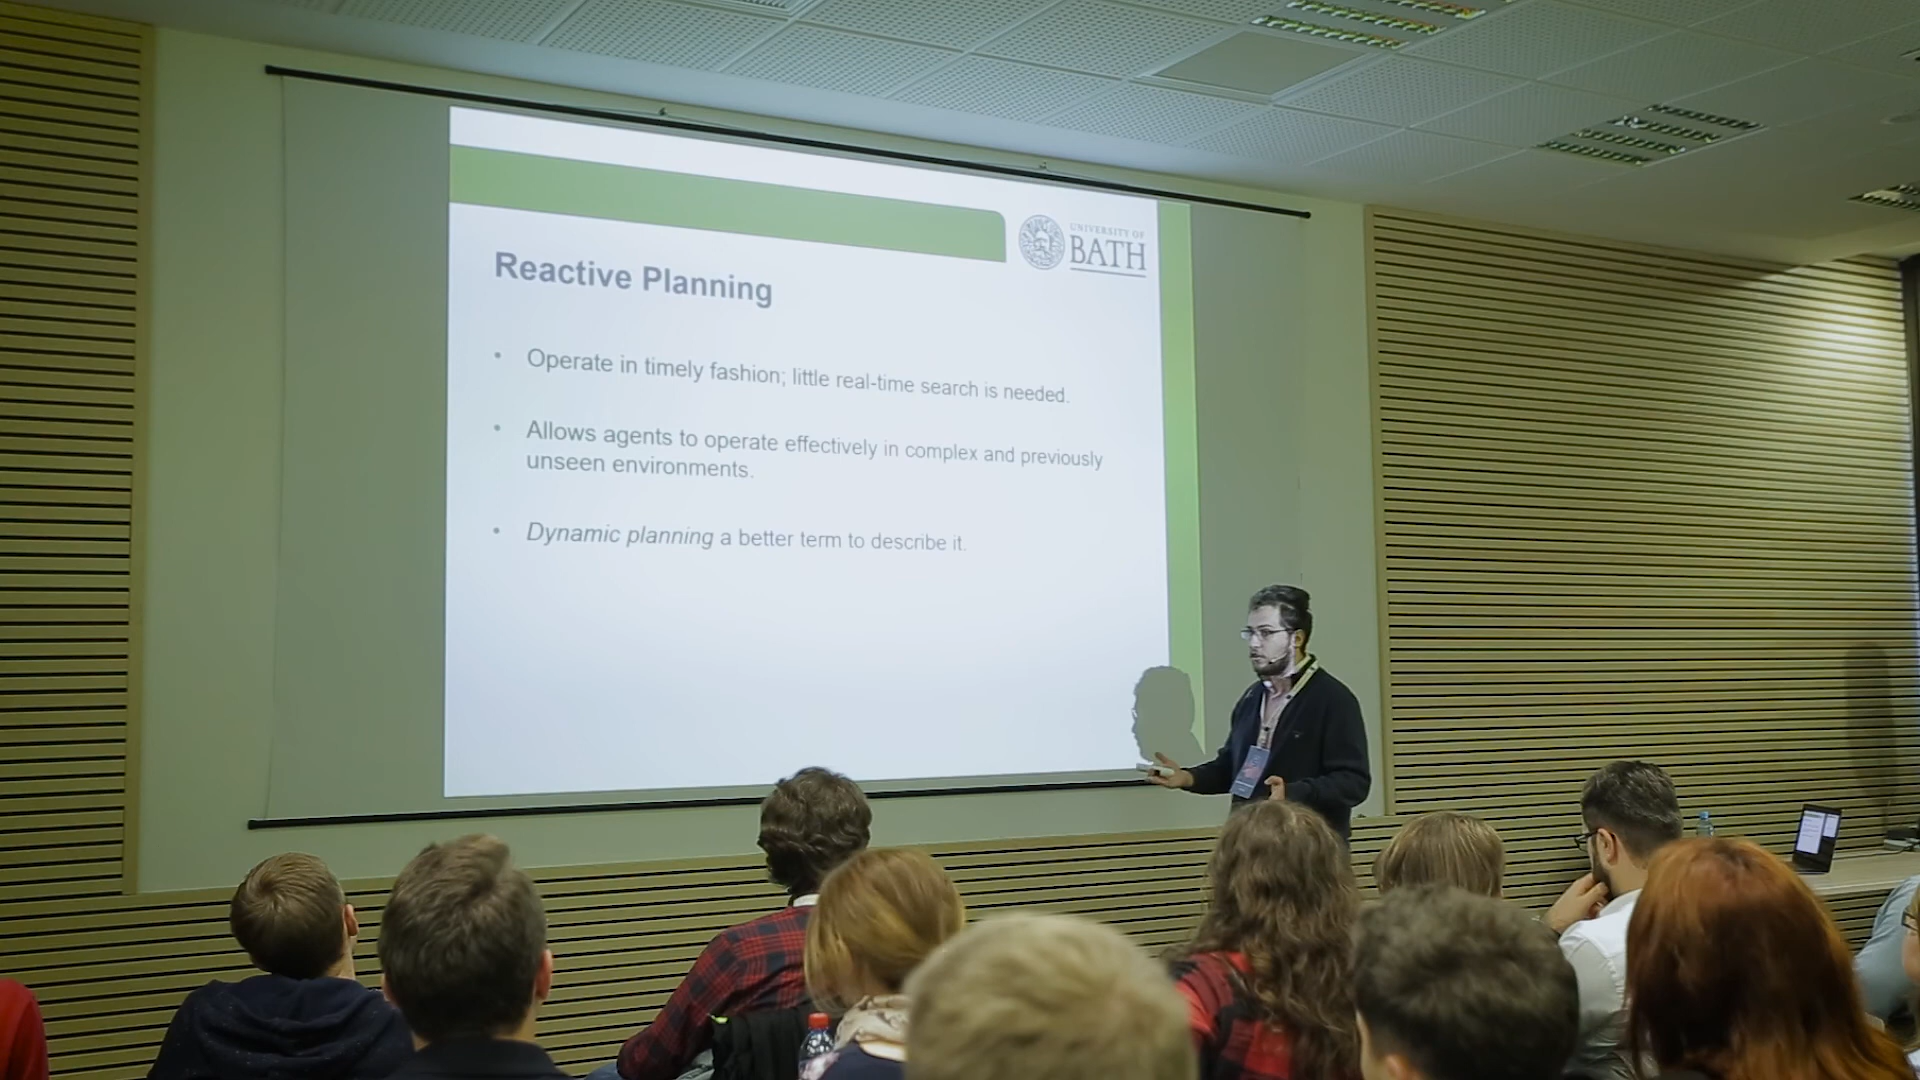 UNIVERSITY OF
BATH
Reactive Planning
• Operate in timely fashion; little real-time search is needed.
• Allows agents to operate effectively in complex and previously
unseen environments.
• Dynamic planning a better term to describe it.